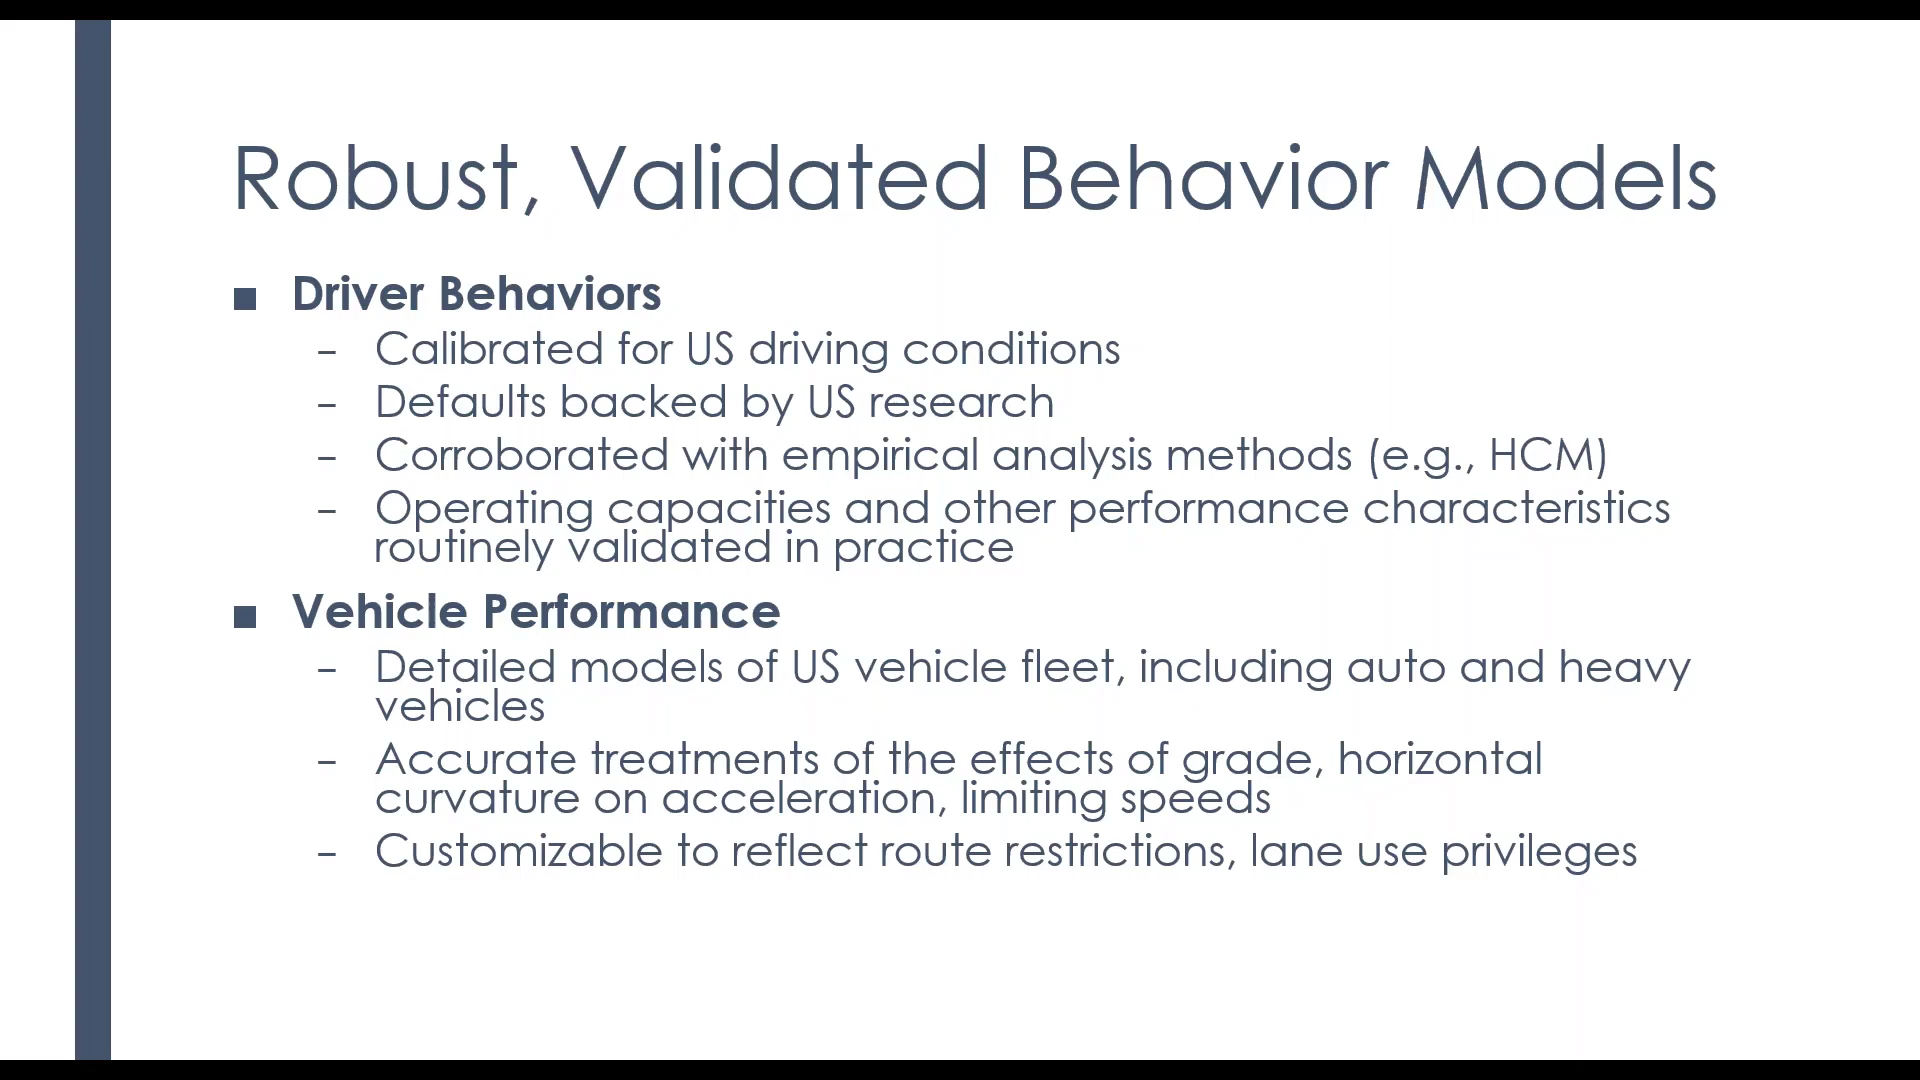 Robust, Validated Behavior Models
■ Driver Behaviors
– Calibrated for US driving conditions
– Defaults backed by US research
– Corroborated with empirical analysis methods (e.g., HCM)
– Operating capacities and other performance characteristics
routinely validated in practice
■ Vehicle Performance
– Detailed models of US vehicle fleet, including auto and heavy
vehicles
– Accurate treatments of the effects of grade, horizontal
curvature on acceleration, limiting speeds
– Customizable to reflect route restrictions, lane use privileges